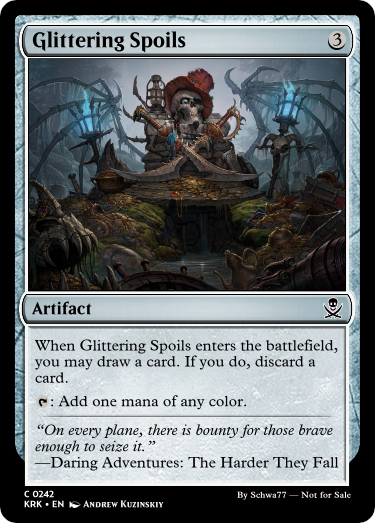 Glittering Spoils 3
Artifact
When Glittering Spoils enters the battlefield,
you may draw a card. If you do, discard a
card.
: Add one mana of any color.
“On every plane, there is bounty for those brave
enough to seize it.”
—Daring Adventures: The Harder They Fall
C 0242
KRK • EN Andrew Kuzinskiy
By Schwa77 — Not for Sale